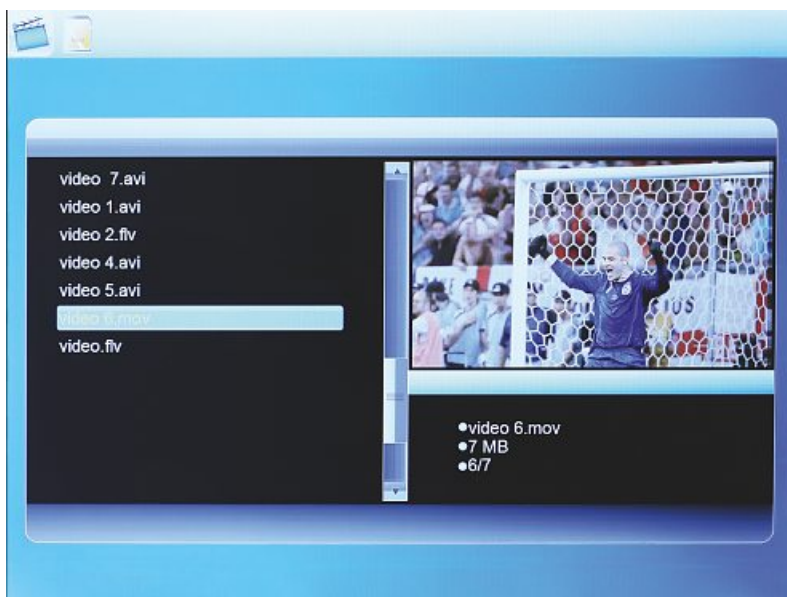 video  7.avi
video 1.avi
video 2.flv
video 4.avi
video 5.avi
video 6.mov
video.flv
●video 6.mov
●7 MB
●6/7